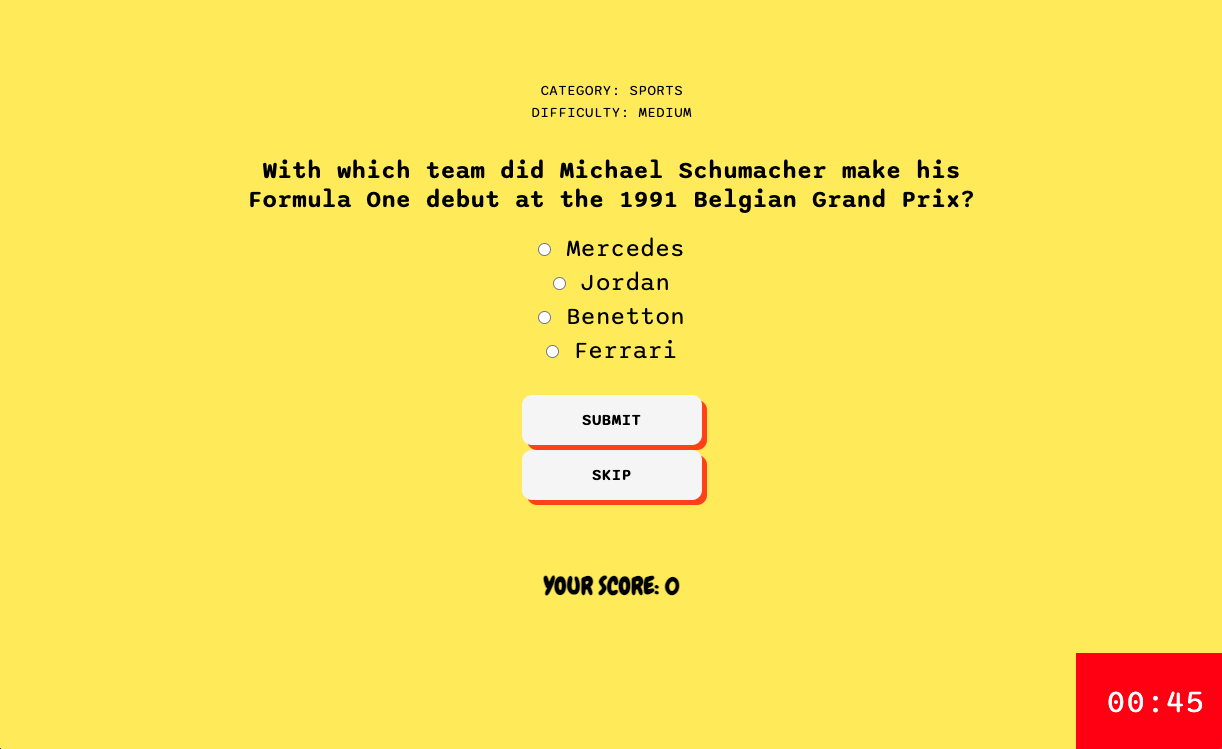 CATEGORY: SPORTS
DIFFICULTY: MEDIUM
With which team did Michael Schumacher make his
Formula One debut at the 1991 Belgian Grand Prix?
Mercedes
Jordan
Benetton
Ferrari
SUBMIT
SKIP
YOUR SCORE: 0
00:45